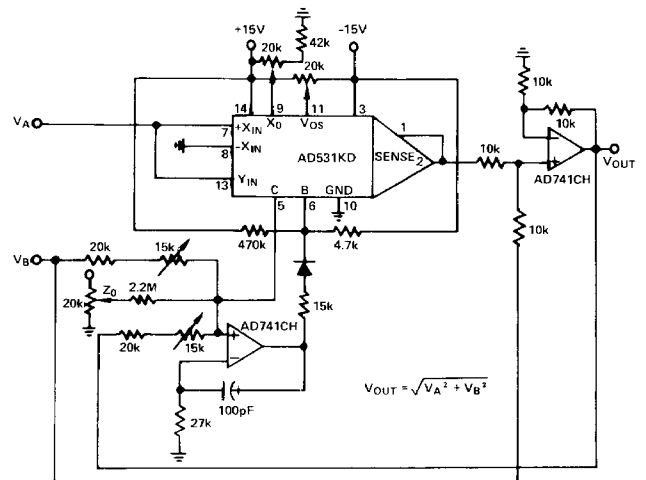 +15V
-15V
20k
42k
20k
10k
10k
14
9
11
3
X0
VOS
VA
7
+XIN
8
-XIN
13
YIN
AD531KD
SENSE
1
2
10k
AD741CH
VOUT
C
B
GND
5
6
10
470k
4.7k
10k
VB
20k
15k
Z0
2.2M
20k
15k
20k
15k
AD741CH
+
−
+
−
100pF
27k
VOUT = √VA² + VB²